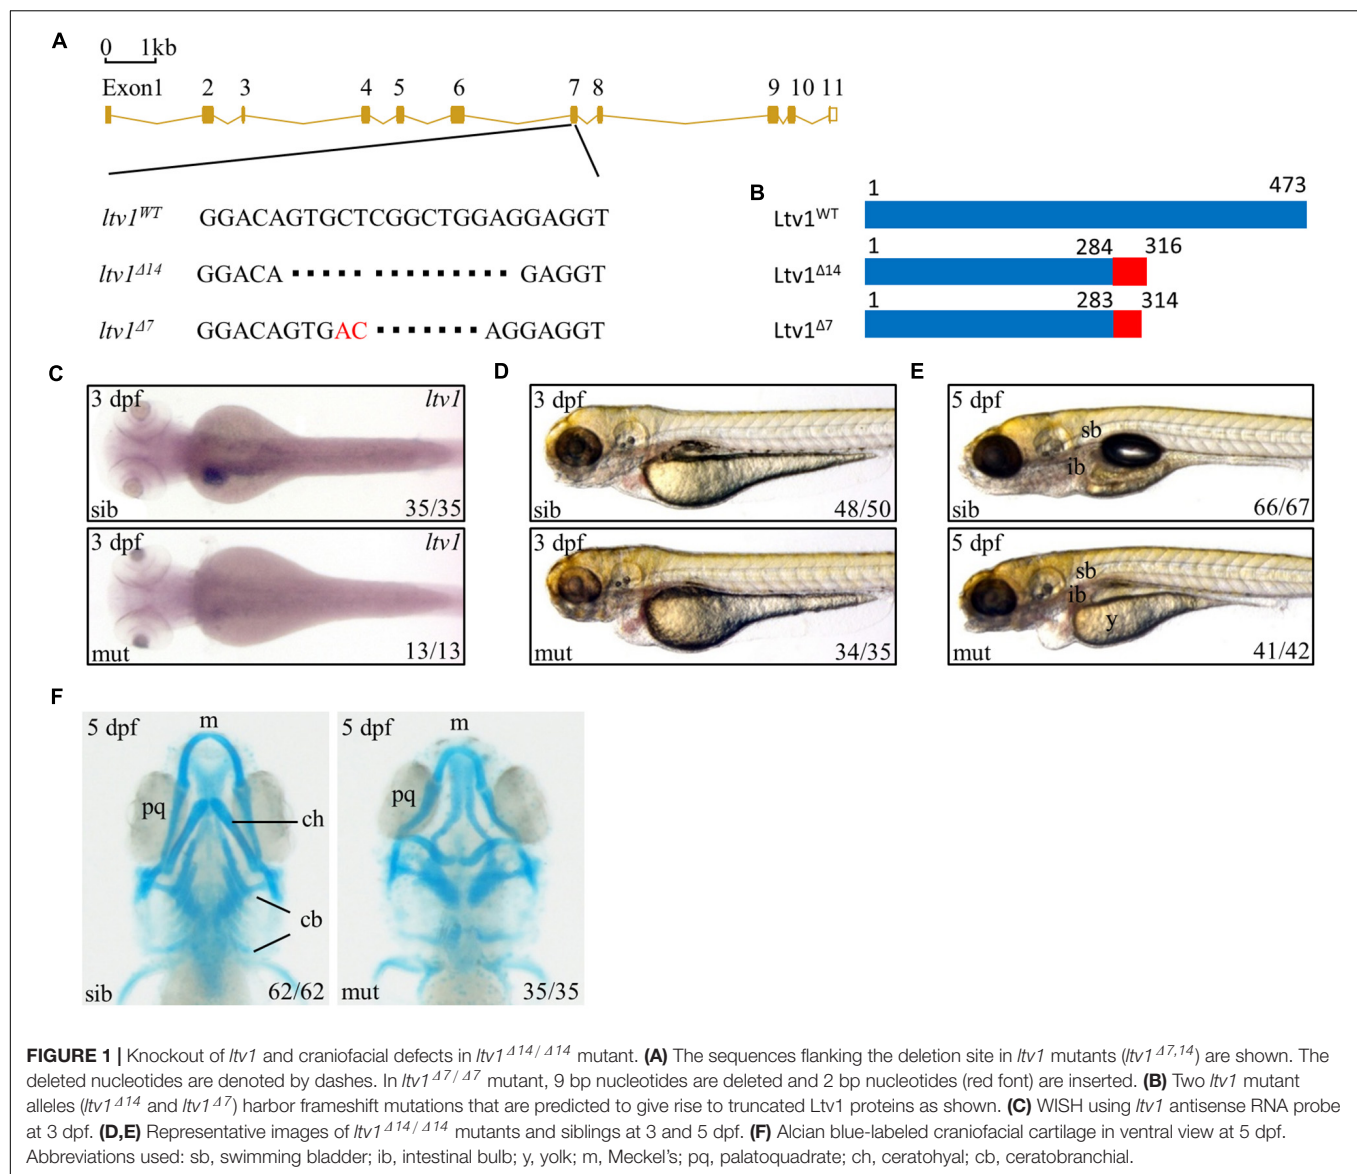 A
0 1kb
Exon1 2 3 4 5 6 7 8 9 10 11
ltv1WT GGACAGTGCTCGGCTGGAGGAGGT
ltv1Δ14 GGACA GAGGT
ltv1Δ7 GGACAGTGAC AGGAGGT
B
1 473
Ltv1WT
1 284 316
Ltv1Δ14
1 283 314
Ltv1Δ7
C
3 dpf ltv1
sib 35/35
3 dpf ltv1
mut 13/13
D
3 dpf
sib 48/50
3 dpf
mut 34/35
E
5 dpf
sb
ib
sib 66/67
5 dpf
sb
ib
y
mut 41/42
F
5 dpf m
pq
ch
cb
sib 62/62
5 dpf m
pq
mut 35/35
FIGURE 1 | Knockout of ltv1 and craniofacial defects in ltv1Δ14/Δ14 mutant. (A) The sequences flanking the deletion site in ltv1 mutants (ltv1Δ7,14) are shown. The
deleted nucleotides are denoted by dashes. In ltv1Δ7/Δ7 mutant, 9 bp nucleotides are deleted and 2 bp nucleotides (red font) are inserted. (B) Two ltv1 mutant
alleles (ltv1Δ14 and ltv1Δ7) harbor frameshift mutations that are predicted to give rise to truncated Ltv1 proteins as shown. (C) WISH using ltv1 antisense RNA probe
at 3 dpf. (D,E) Representative images of ltv1Δ14/Δ14 mutants and siblings at 3 and 5 dpf. (F) Alcian blue-labeled craniofacial cartilage in ventral view at 5 dpf.
Abbreviations used: sb, swimming bladder; ib, intestinal bulb; y, yolk; m, Meckel's; pq, palatoquadrate; ch, ceratohyal; cb, ceratobranchial.